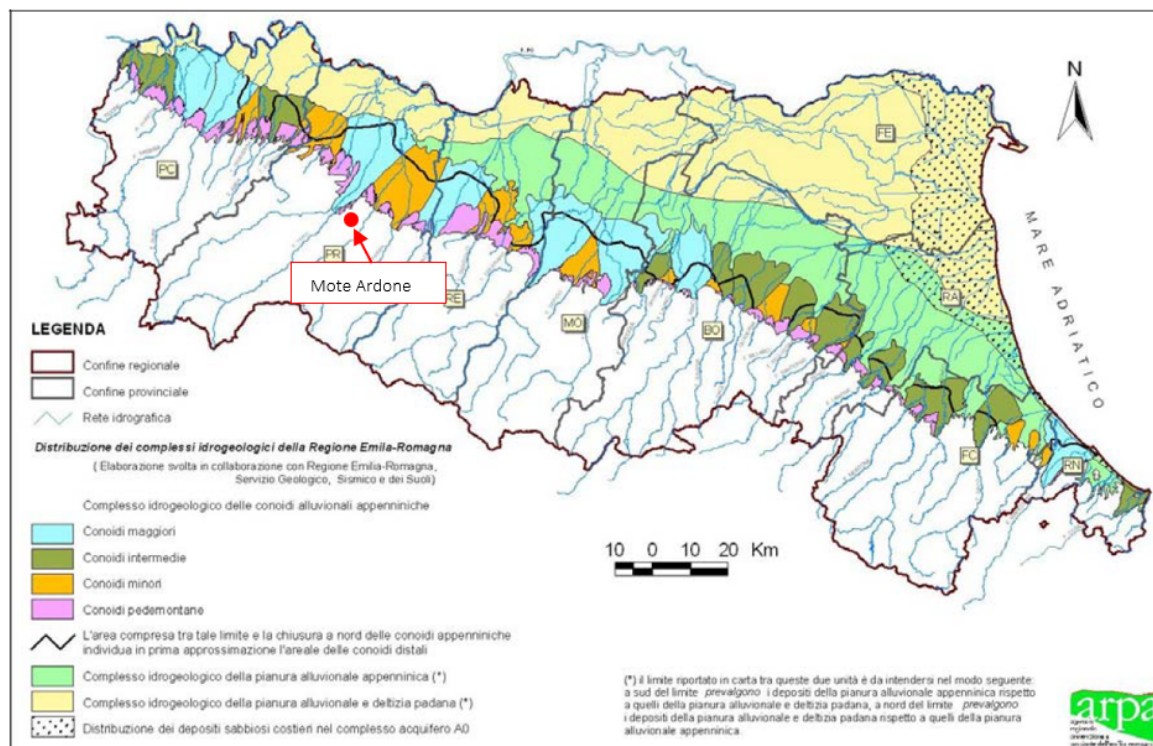 N
PC
FE
PR
Mote Ardone
RE
MO
BO
RA
FC
RN
MARE ADRIATICO
LEGENDA
Confine regionale
Confine provinciale
Rete idrografica
Distribuzione dei complessi idrogeologici della Regione Emilia-Romagna
( Elaborazione svolta in collaborazione con Regione Emilia-Romagna,
Servizio Geologico, Sismico e dei Suoli)
Complesso idrogeologico delle conoidi alluvionali appenniniche
Conoidi maggiori
Conoidi intermedie
Conoidi minori
Conoidi pedemontane
L'area compresa tra tale limite e la chiusura a nord delle conoidi appenniniche
individua in prima approssimazione l'areale delle conoidi distali
Complesso idrogeologico della pianura alluvionale appenninica (*)
Complesso idrogeologico della pianura alluvionale e deltizia padana (*)
Distribuzione dei depositi sabbiosi costieri nel complesso acquifero A0
10 0 10 20 Km
(*) il limite riportato in carta tra queste due unità è da intendersi nel modo seguente:
a sud del limite prevalgono i depositi della pianura alluvionale appenninica rispetto
a quelli della pianura alluvionale e deltizia padana, a nord del limite prevalgono
i depositi della pianura alluvionale e deltizia padana rispetto a quelli della pianura
alluvionale appenninica.
arpa